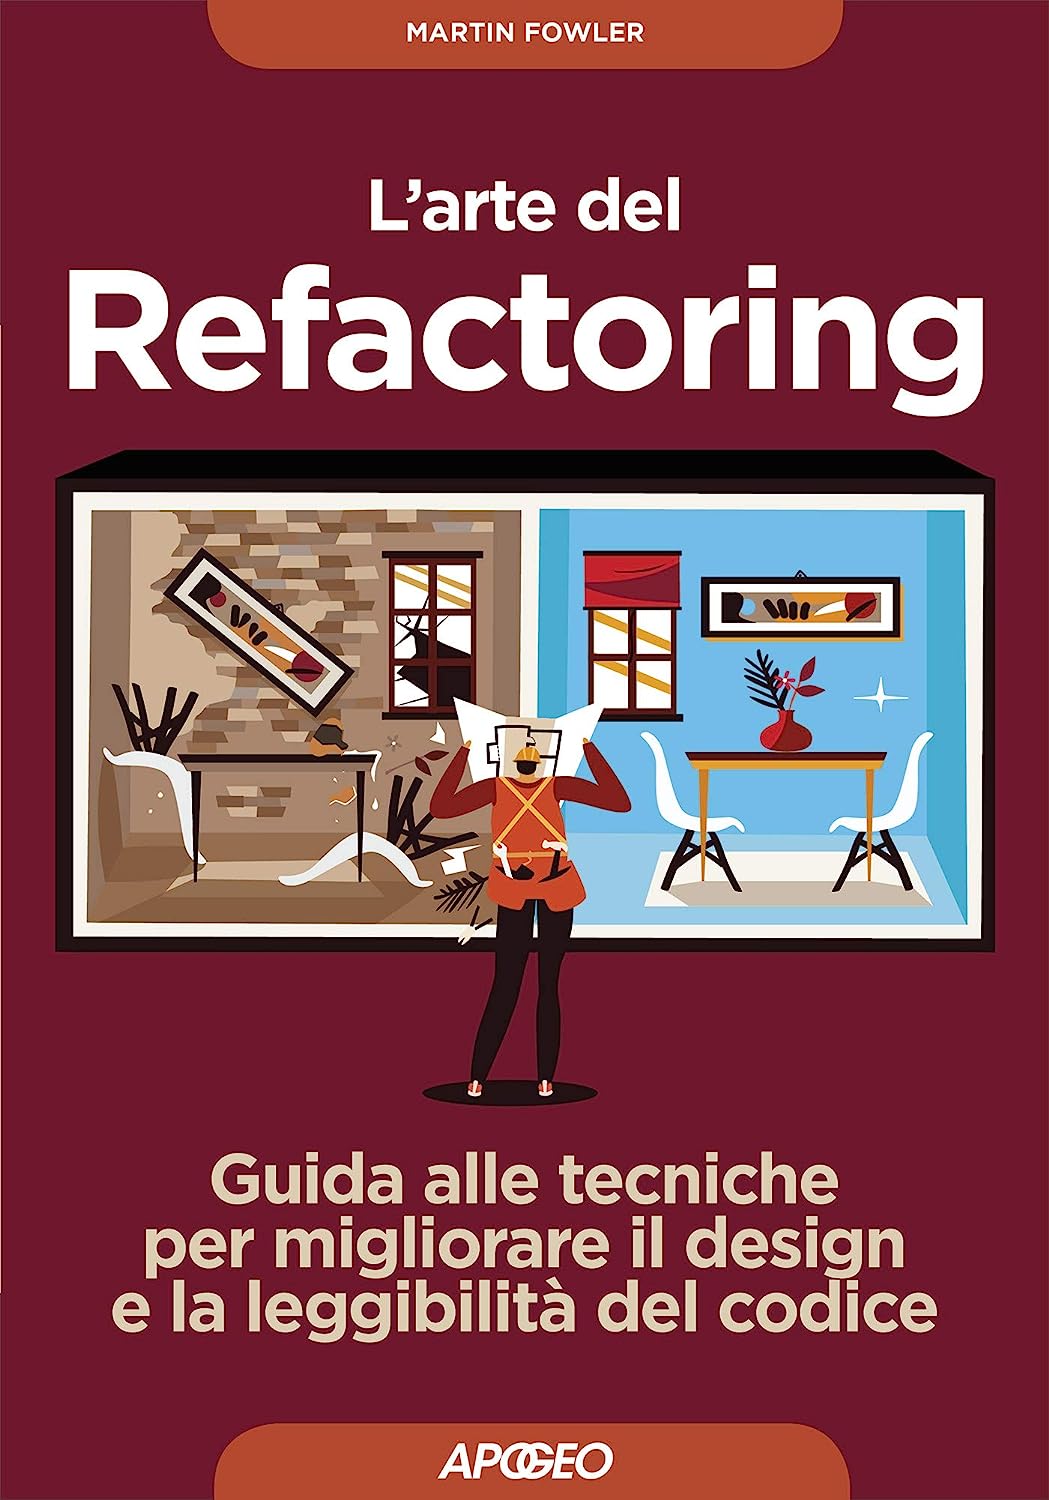 MARTIN FOWLER
L’arte del
Refactoring
Guida alle tecniche
per migliorare il design
e la leggibilità del codice
APOGEO